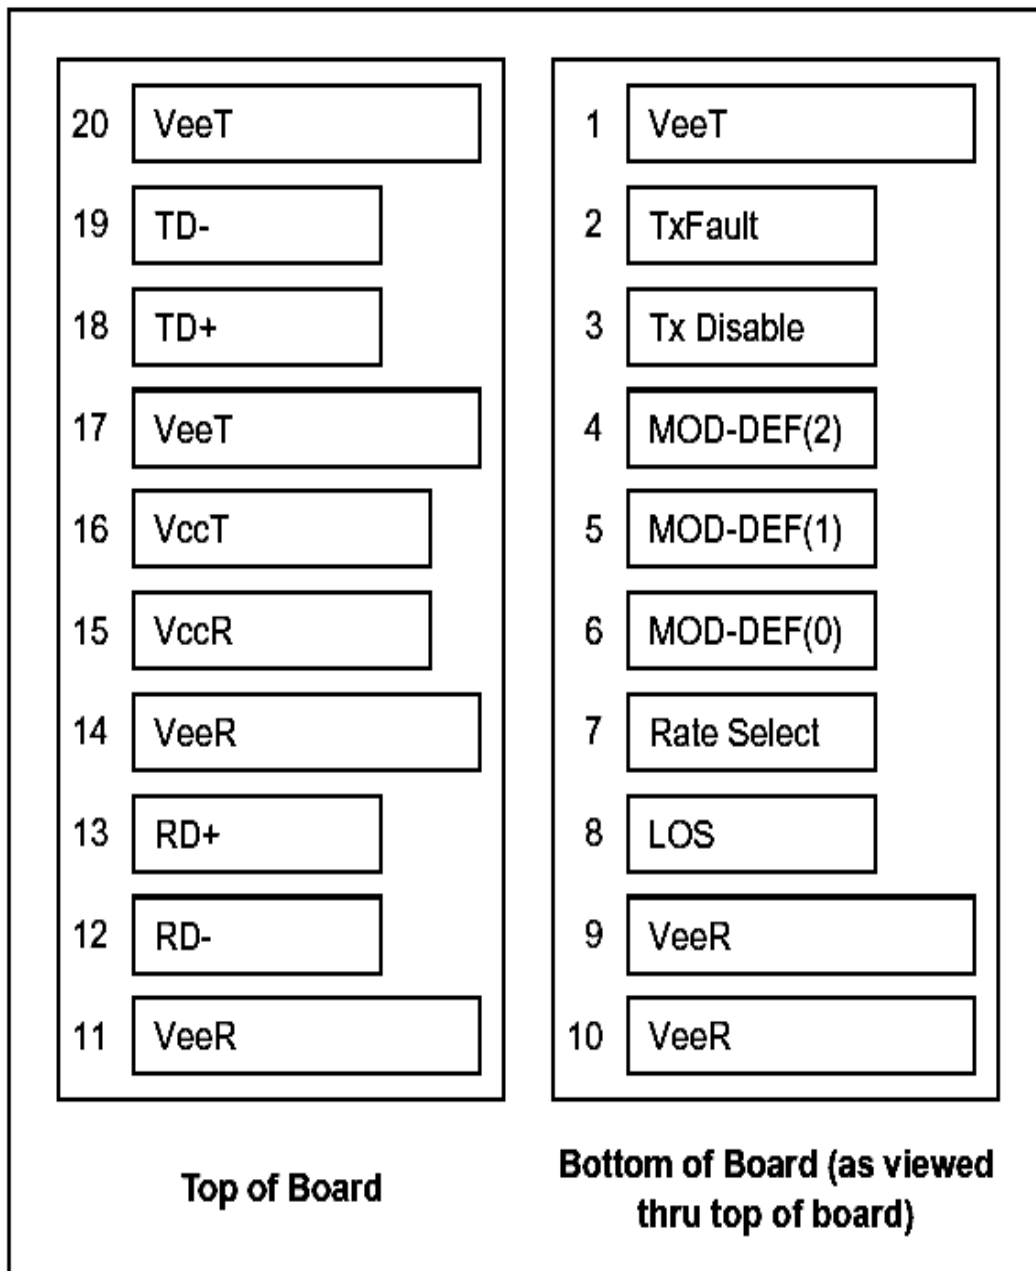 20 VeeT
19 TD-
18 TD+
17 VeeT
16 VccT
15 VccR
14 VeeR
13 RD+
12 RD-
11 VeeR
Top of Board
1 VeeT
2 TxFault
3 Tx Disable
4 MOD-DEF(2)
5 MOD-DEF(1)
6 MOD-DEF(0)
7 Rate Select
8 LOS
9 VeeR
10 VeeR
Bottom of Board (as viewed
thru top of board)